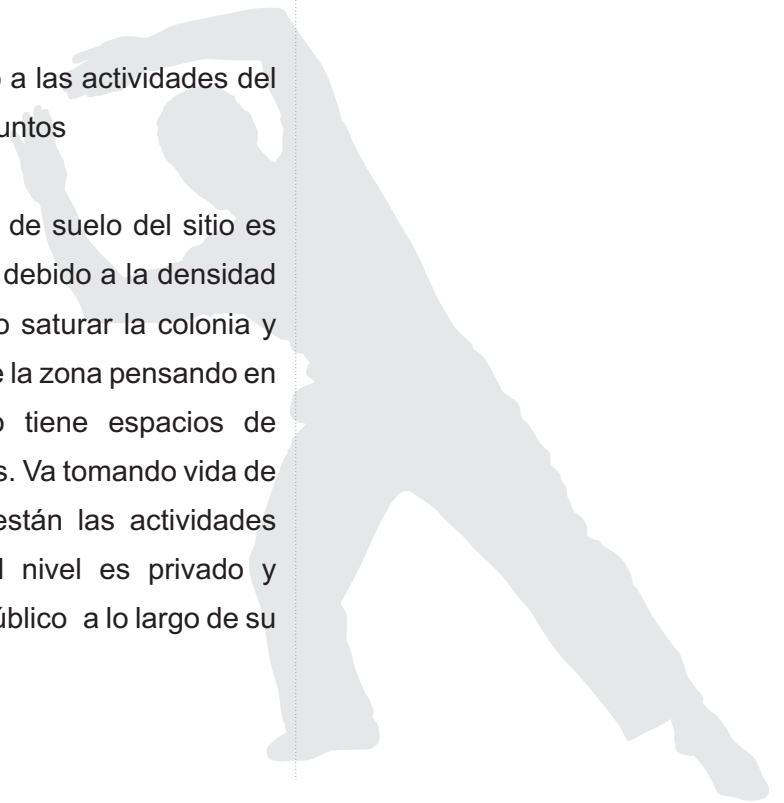 a las actividades del
untos
de suelo del sitio es
debido a la densidad
o saturar la colonia y
e la zona pensando en
tiene espacios de
s. Va tomando vida de
están las actividades
nivel es privado y
úblico a lo largo de su